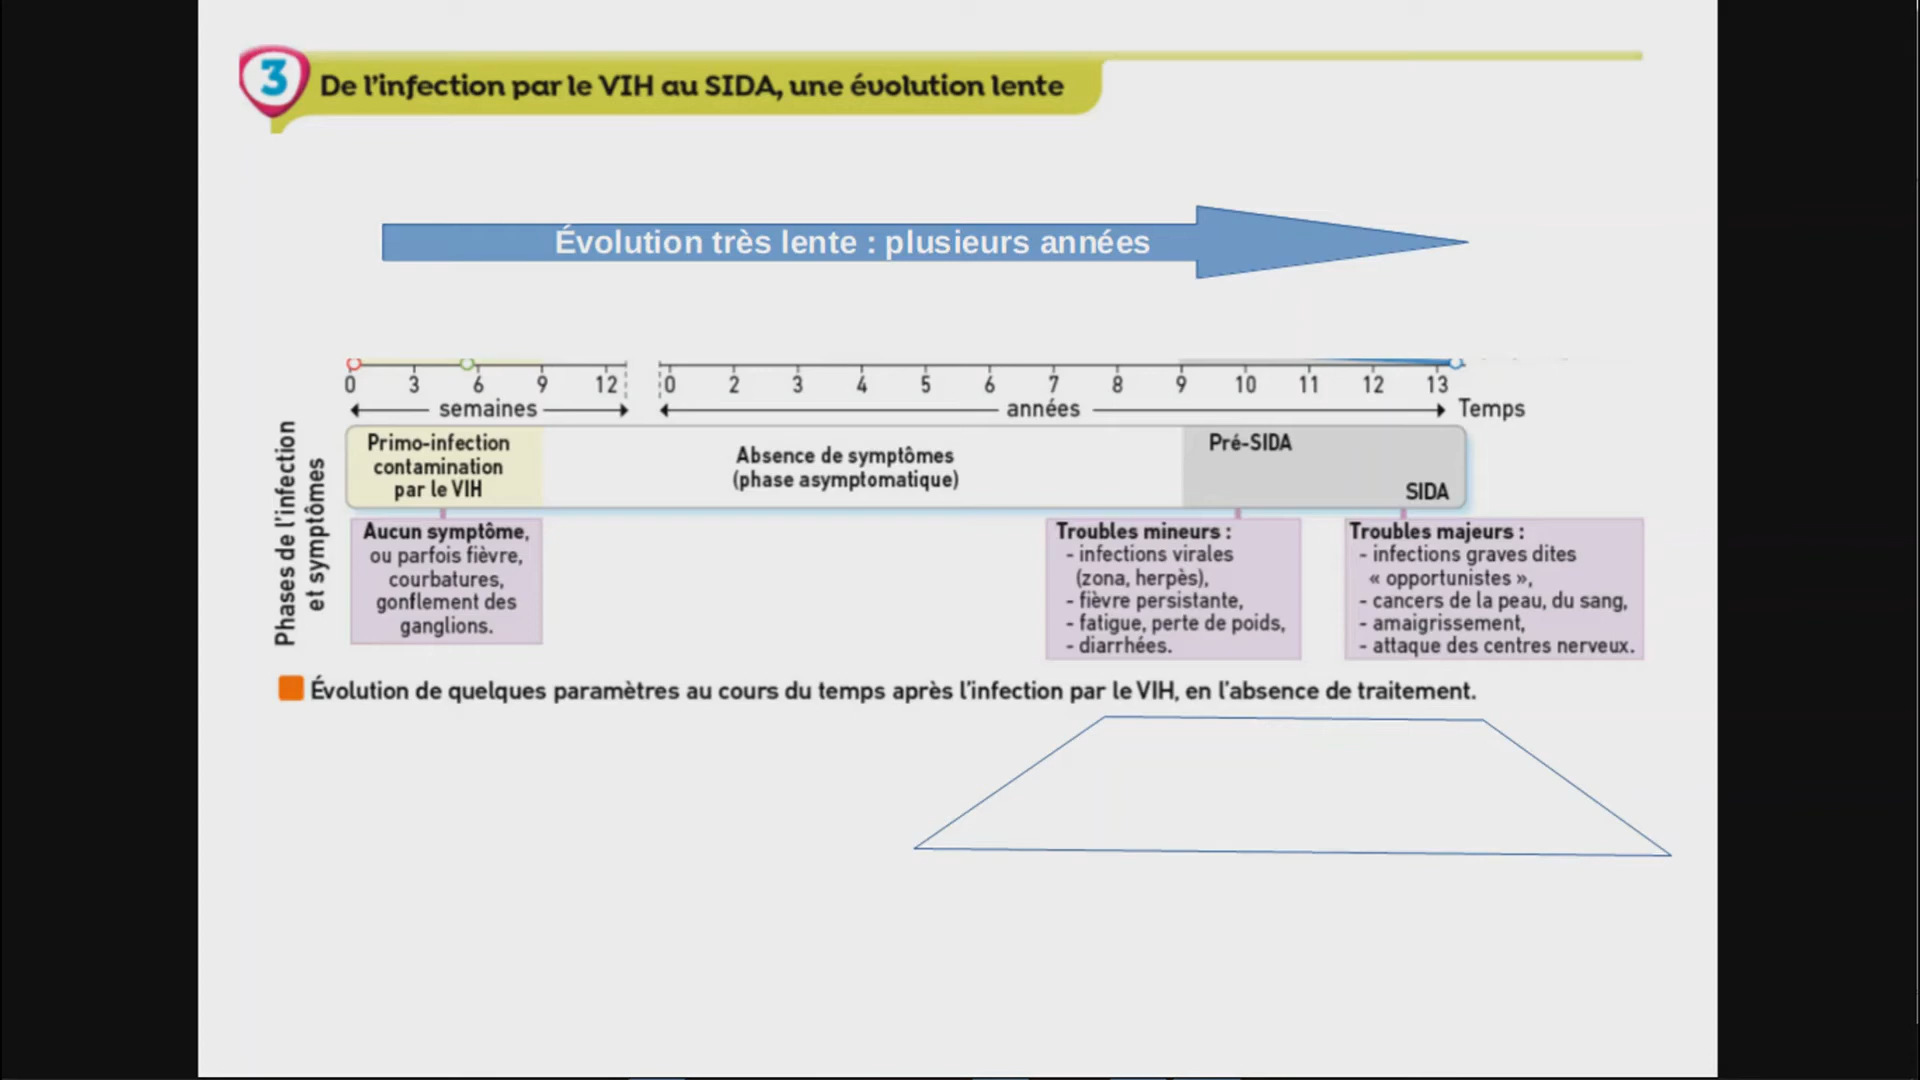 3
De l'infection par le VIH au SIDA, une évolution lente
Évolution très lente : plusieurs années
0 3 6 9 12 0 2 3 4 5 6 7 8 9 10 11 12 13
semaines années Temps
Phases de l'infection
et symptômes
Primo-infection
contamination
par le VIH
Absence de symptômes
(phase asymptomatique)
Pré-SIDA
SIDA
Aucun symptôme,
ou parfois fièvre,
courbatures,
gonflement des
ganglions.
Troubles mineurs :
- infections virales
(zona, herpès),
- fièvre persistante,
- fatigue, perte de poids,
- diarrhées.
Troubles majeurs :
- infections graves dites
« opportunistes »,
- cancers de la peau, du sang,
- amaigrissement,
- attaque des centres nerveux.
Évolution de quelques paramètres au cours du temps après l'infection par le VIH, en l'absence de traitement.